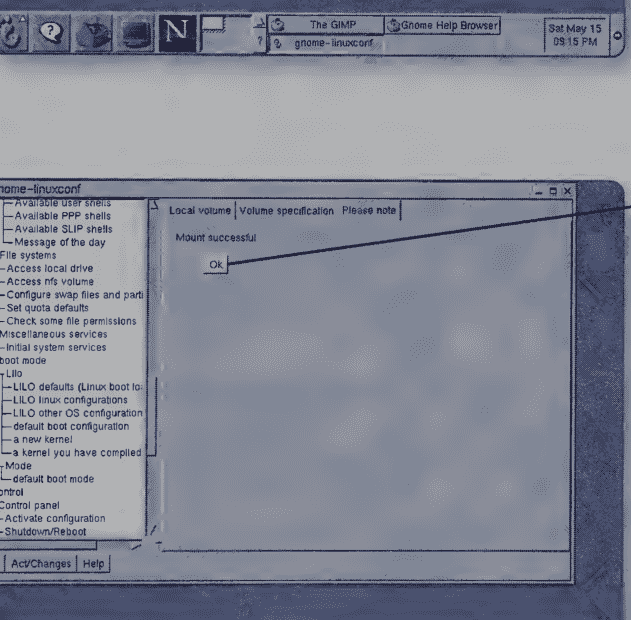 ?
N
?
The GIMP
Gnome Help Browser
gnome-linuxconf
Sat May 15
09:15 PM
nome-linuxconf
Available user shells
Available PPP shells
Available SLIP shells
Message of the day
File systems
Access local drive
Access nfs volume
Configure swap files and parti
Set quota defaults
Check some file permissions
Miscellaneous services
Initial system services
boot mode
Lilo
LILO defaults (Linux boot lo
LILO linux configurations
LILO other OS configuration
default boot configuration
a new kernel
a kernel you have compiled
Mode
default boot mode
ontrol
Control panel
Activate configuration
Shutdown/Reboot
Act/Changes Help
Local volume Volume specification Please note
Mount successful
Ok